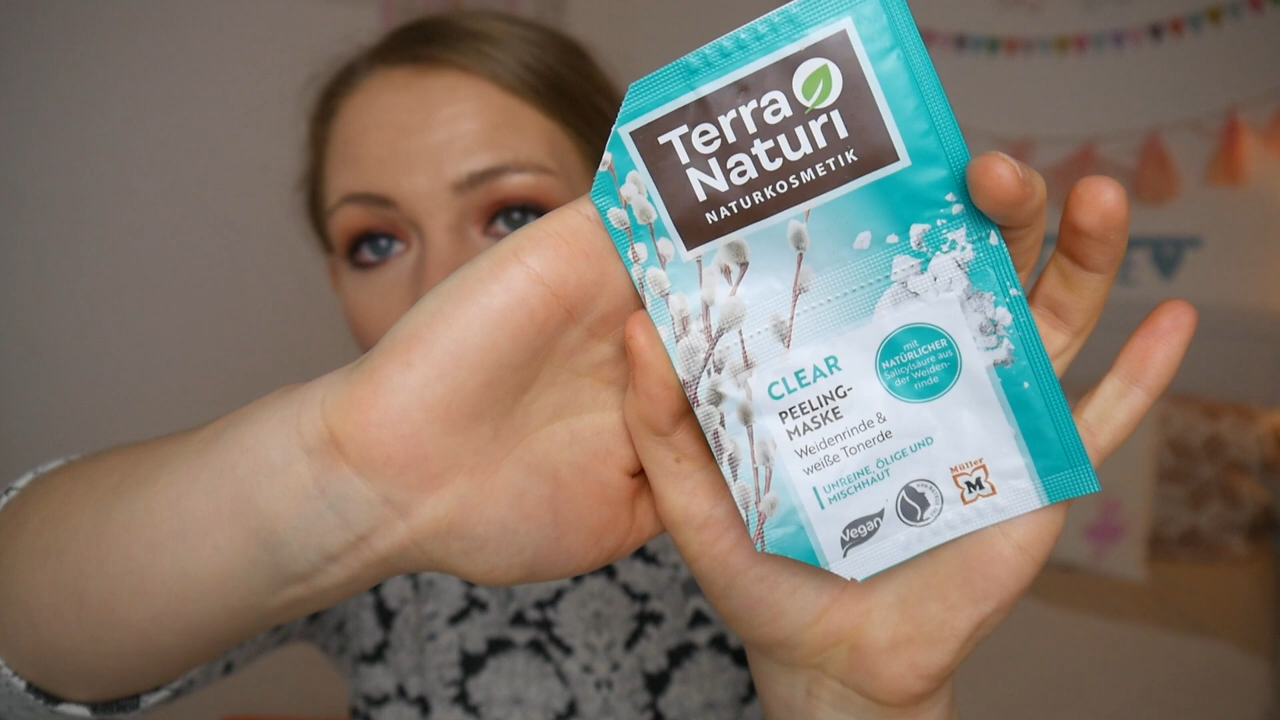 Terra
Naturi
NATURKOSMETIK
mit
NATÜRLICHER
Salicylsäure aus
der Weiden-
rinde
CLEAR
PEELING-
MASKE
Weidenrinde &
weiße Tonerde
UNREINE, ÖLIGE UND
MISCHHAUT
Vegan
Müller
M